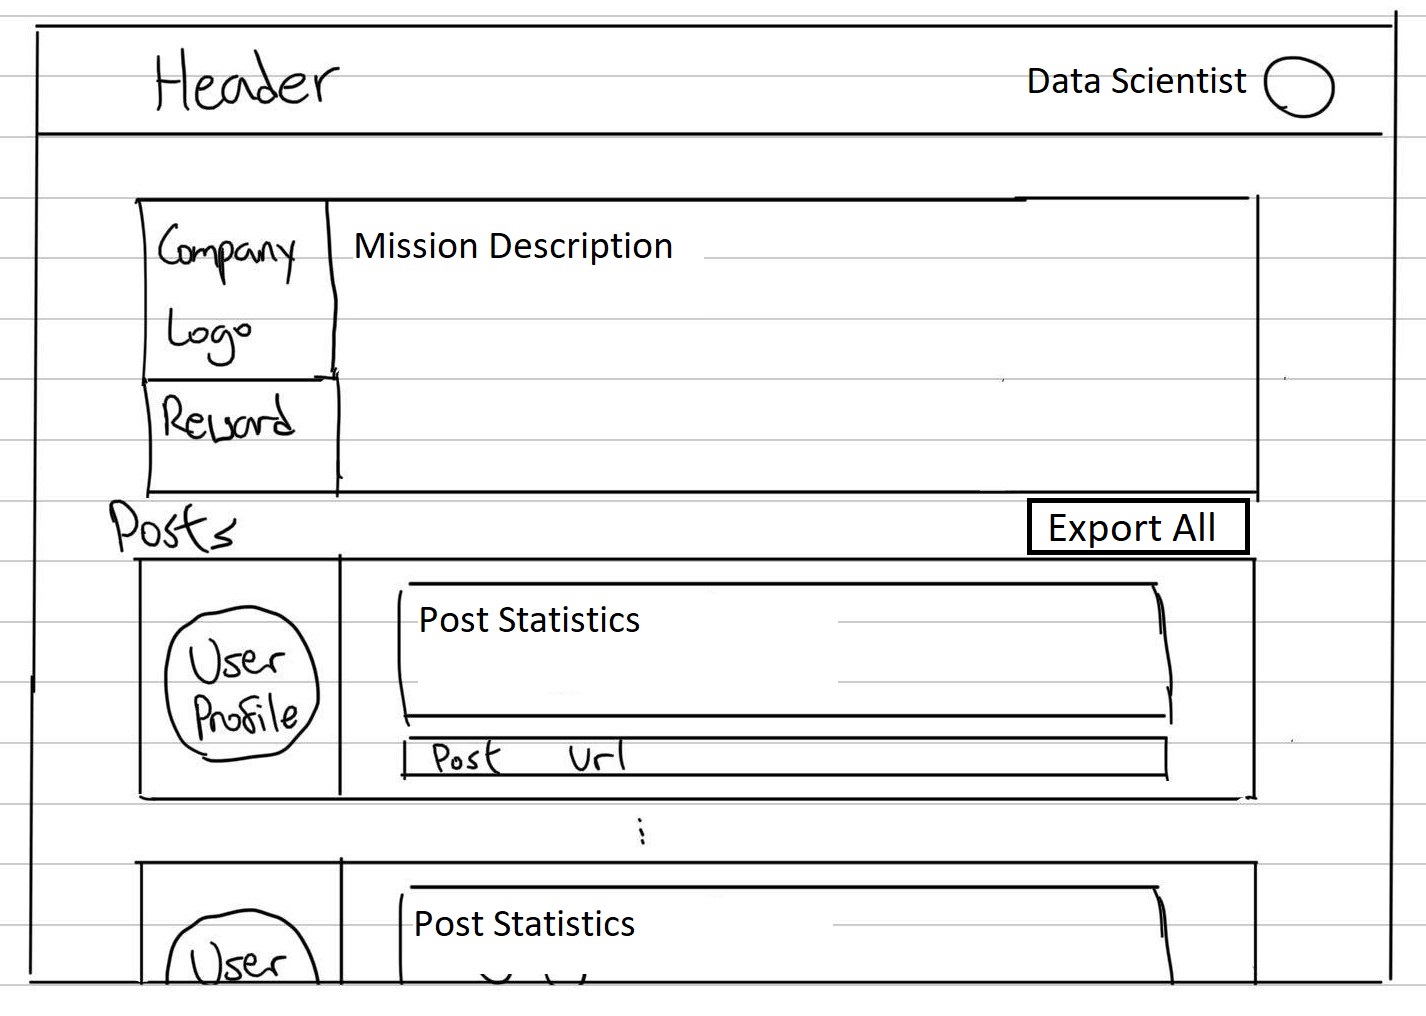 Header
Data Scientist
Company
Logo
Mission Description
Reward
Posts
Export All
User
Profile
Post Statistics
Post Url
User
Post Statistics